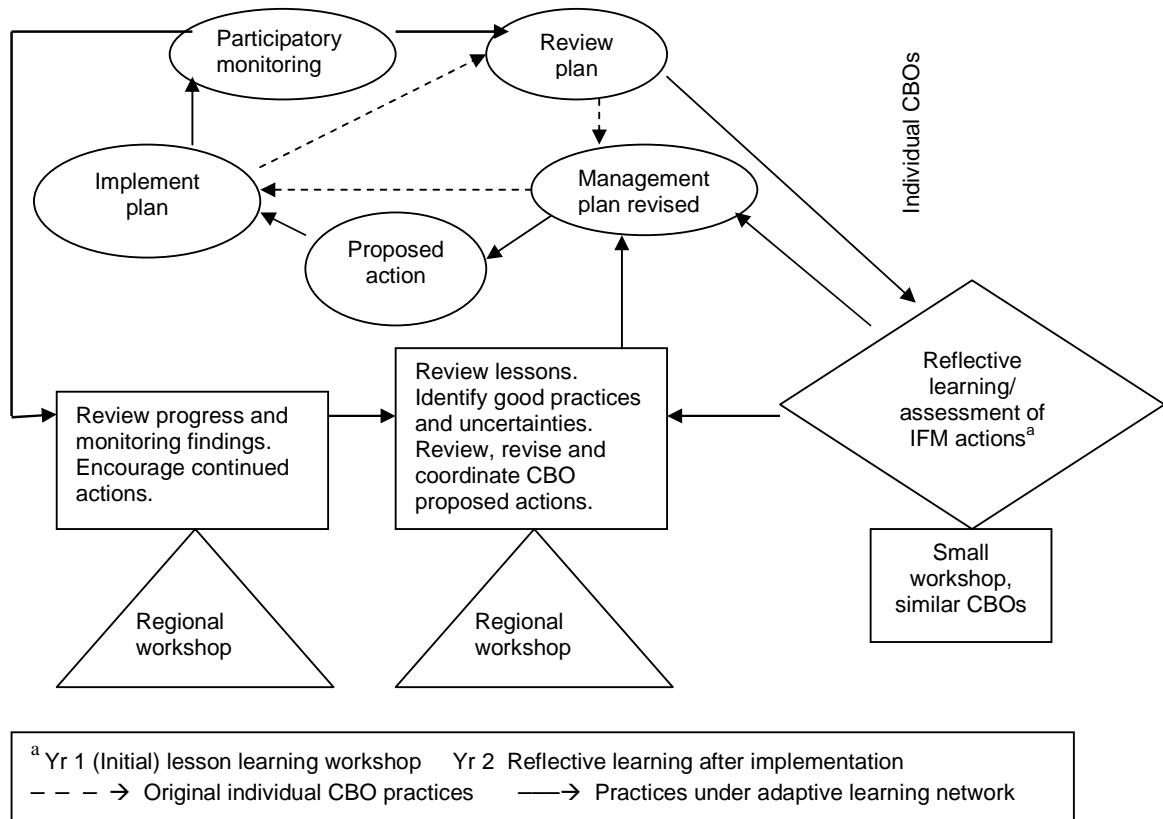 Participatory
monitoring
Review
plan
Individual CBOs
Implement
plan
Management
plan revised
Proposed
action
Review progress and
monitoring findings.
Encourage continued
actions.
Review lessons.
Identify good practices
and uncertainties.
Review, revise and
coordinate CBO
proposed actions.
Reflective
learning/
assessment of
IFM actionsᵃ
Regional
workshop
Regional
workshop
Small
workshop,
similar CBOs
ᵃ Yr 1 (Initial) lesson learning workshop Yr 2 Reflective learning after implementation
– – – → Original individual CBO practices ——→ Practices under adaptive learning network